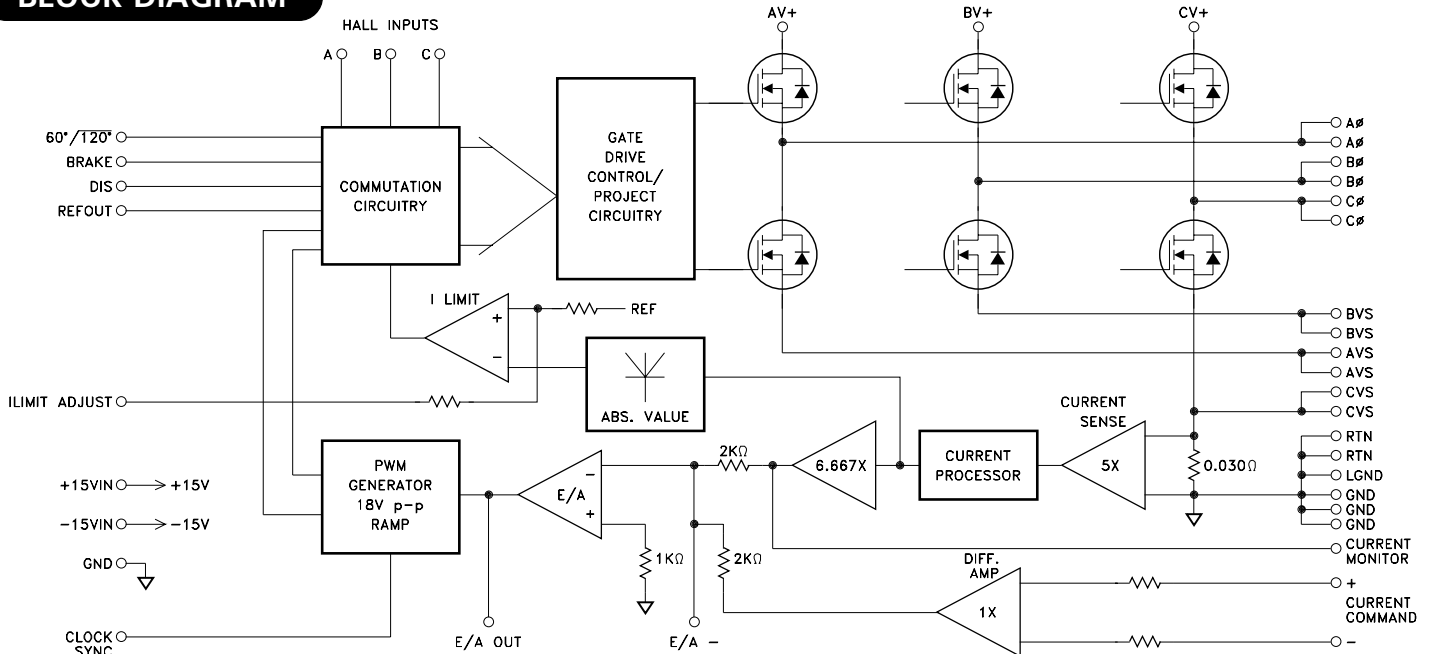 BLOCK DIAGRAM
HALL INPUTS
A
B
C
AV+
BV+
CV+
60°/120°
BRAKE
DIS
REFOUT
COMMUTATION
CIRCUITRY
GATE
DRIVE
CONTROL/
PROJECT
CIRCUITRY
AØ
AØ
BØ
BØ
CØ
CØ
I LIMIT
+
−
REF
ABS. VALUE
BVS
BVS
AVS
AVS
CVS
CVS
RTN
RTN
LGND
GND
GND
GND
ILIMIT ADJUST
CURRENT
SENSE
5X
0.030Ω
CURRENT
PROCESSOR
6.667X
2KΩ
PWM
GENERATOR
18V p-p
RAMP
E/A
−
+
+15VIN
+15V
-15VIN
-15V
GND
1KΩ
2KΩ
CURRENT
MONITOR
DIFF.
AMP
1X
+
CURRENT
COMMAND
−
CLOCK
SYNC
E/A OUT
E/A -